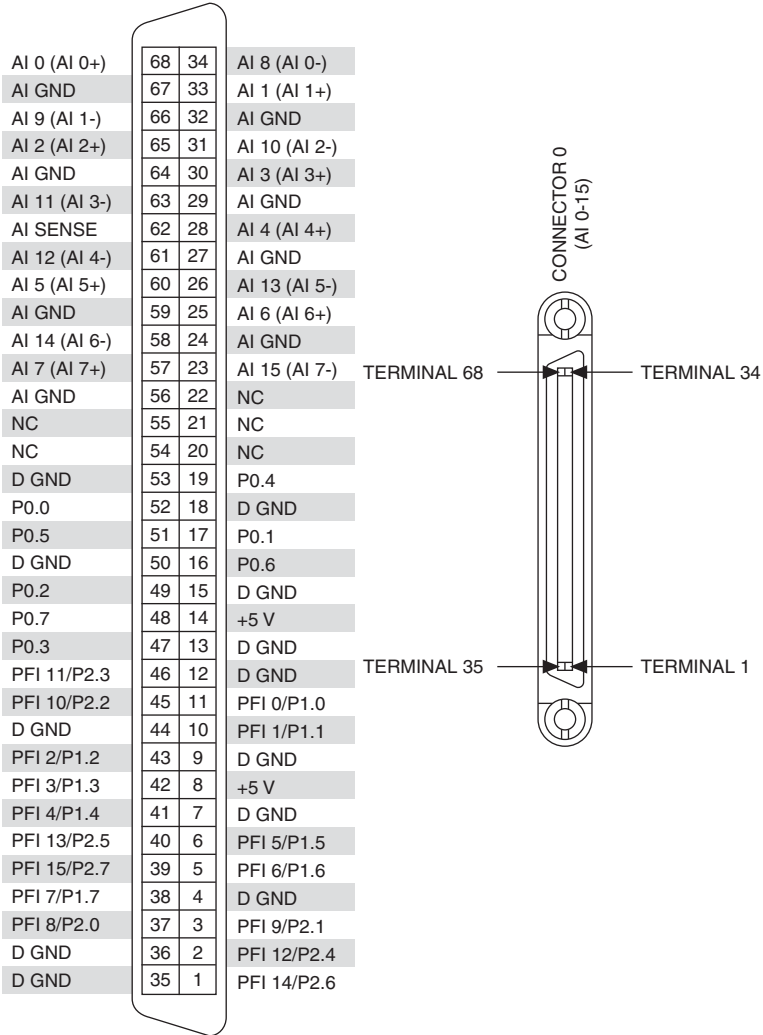 AI 0 (AI 0+) 68 34 AI 8 (AI 0-)
AI GND 67 33 AI 1 (AI 1+)
AI 9 (AI 1-) 66 32 AI GND
AI 2 (AI 2+) 65 31 AI 10 (AI 2-)
AI GND 64 30 AI 3 (AI 3+)
AI 11 (AI 3-) 63 29 AI GND
AI SENSE 62 28 AI 4 (AI 4+)
AI 12 (AI 4-) 61 27 AI GND
AI 5 (AI 5+) 60 26 AI 13 (AI 5-)
AI GND 59 25 AI 6 (AI 6+)
AI 14 (AI 6-) 58 24 AI GND
AI 7 (AI 7+) 57 23 AI 15 (AI 7-)
AI GND 56 22 NC
NC 55 21 NC
NC 54 20 NC
D GND 53 19 P0.4
P0.0 52 18 D GND
P0.5 51 17 P0.1
D GND 50 16 P0.6
P0.2 49 15 D GND
P0.7 48 14 +5 V
P0.3 47 13 D GND
PFI 11/P2.3 46 12 D GND
PFI 10/P2.2 45 11 PFI 0/P1.0
D GND 44 10 PFI 1/P1.1
PFI 2/P1.2 43 9 D GND
PFI 3/P1.3 42 8 +5 V
PFI 4/P1.4 41 7 D GND
PFI 13/P2.5 40 6 PFI 5/P1.5
PFI 15/P2.7 39 5 PFI 6/P1.6
PFI 7/P1.7 38 4 D GND
PFI 8/P2.0 37 3 PFI 9/P2.1
D GND 36 2 PFI 12/P2.4
D GND 35 1 PFI 14/P2.6
CONNECTOR 0
(AI 0-15)
TERMINAL 68
TERMINAL 34
TERMINAL 35
TERMINAL 1